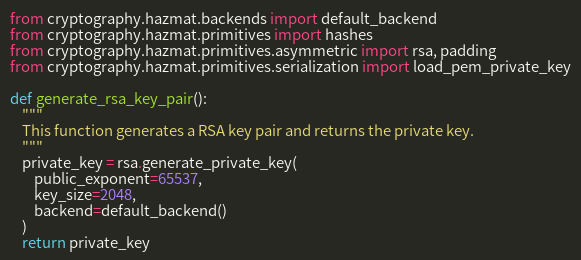 from cryptography.hazmat.backends import default_backend
from cryptography.hazmat.primitives import hashes
from cryptography.hazmat.primitives.asymmetric import rsa, padding
from cryptography.hazmat.primitives.serialization import load_pem_private_key

def generate_rsa_key_pair():
    """
    This function generates a RSA key pair and returns the private key.
    """
    private_key = rsa.generate_private_key(
        public_exponent=65537,
        key_size=2048,
        backend=default_backend()
    )
    return private_key